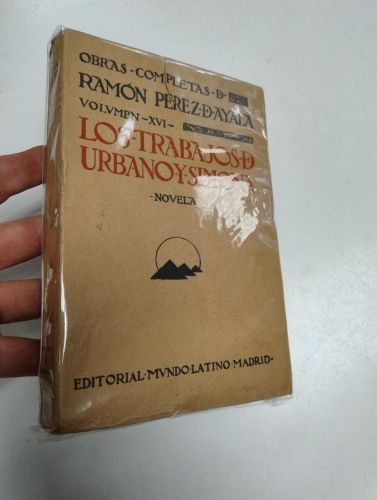 OBRAS-COMPLETAS-D
RAMÓN PÉREZ-D-AYALA
VOLVMEN-XVI-
LOS-TRABAJOS-D
URBANO Y-SIMONA
-NOVELA
EDITORIAL-MVNDO-LATINO-MADRID-